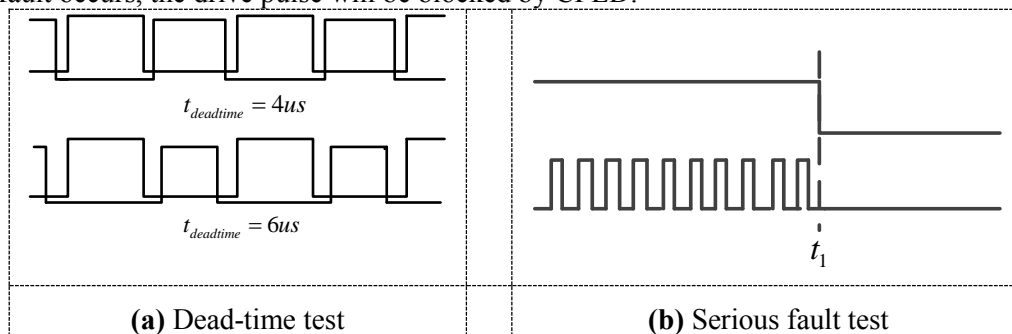 fault occurs, the drive pulse will be blocked by CPLD.
t_deadtime = 4us
t_deadtime = 6us
t_1
(a) Dead-time test
(b) Serious fault test